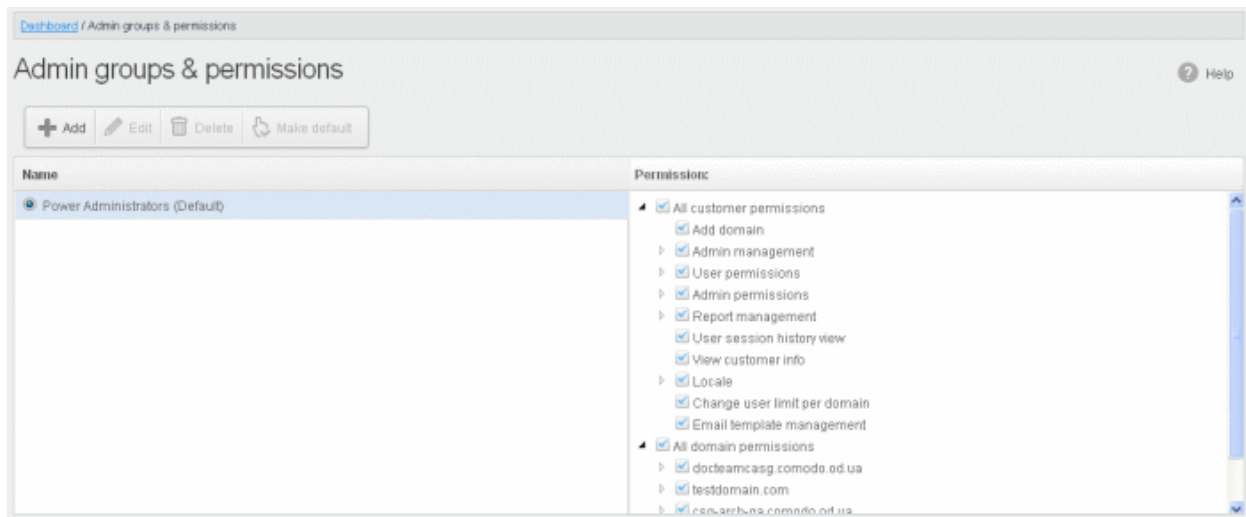 Dashboard / Admin groups & permissions
Admin groups & permissions
Help
Add Edit Delete Make default
Name Permission:
Power Administrators (Default)
All customer permissions
Add domain
Admin management
User permissions
Admin permissions
Report management
User session history view
View customer info
Locale
Change user limit per domain
Email template management
All domain permissions
docteamcasg.comodo.od.ua
testdomain.com